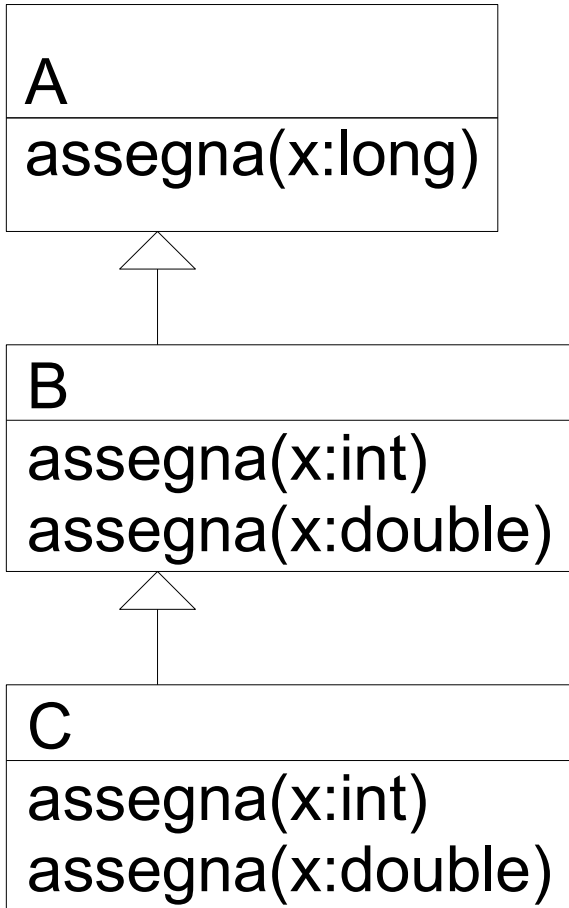 A
assegna(x:long)
B
assegna(x:int)
assegna(x:double)
C
assegna(x:int)
assegna(x:double)